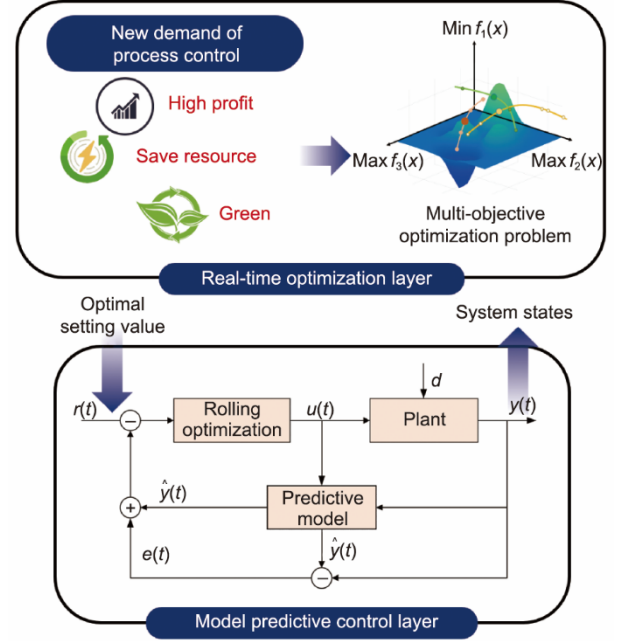 New demand of
process control
High profit
Save resource
Green
Min f₁(x)
Max f₃(x)
Max f₂(x)
Multi-objective
optimization problem
Real-time optimization layer
Optimal
setting value
System states
r(t)
−
Rolling
optimization
u(t)
d
Plant
y(t)
+
ŷ(t)
Predictive
model
ŷ(t)
e(t)
−
Model predictive control layer